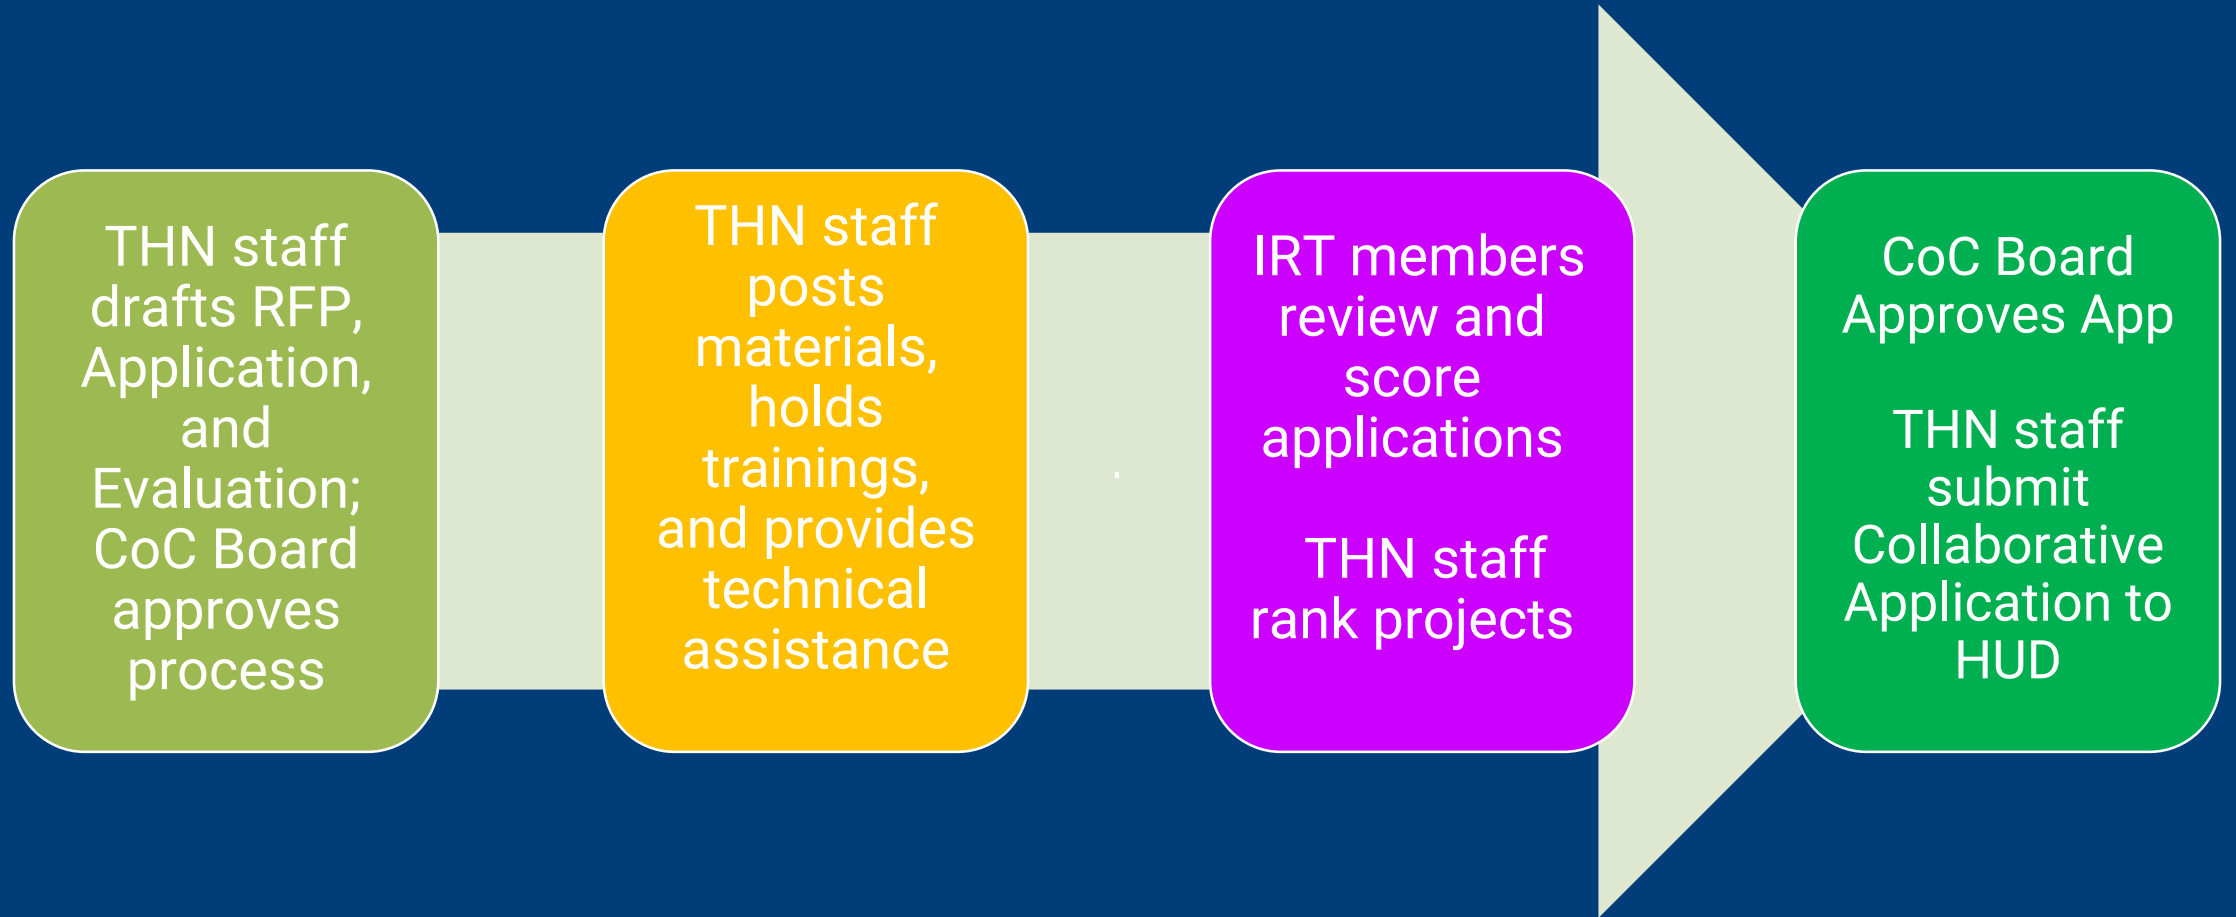 THN staff
drafts RFP,
Application,
and
Evaluation;
CoC Board
approves
process
THN staff
posts
materials,
holds
trainings,
and provides
technical
assistance
.
IRT members
review and
score
applications
THN staff
rank projects
CoC Board
Approves App
THN staff
submit
Collaborative
Application to
HUD